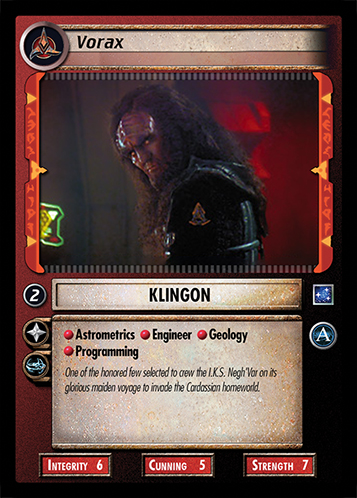 Vorax
2
KLINGON
A
Astrometrics Engineer Geology
Programming
One of the honored few selected to crew the I.K.S. Negh'Var on its
glorious maiden voyage to invade the Cardassian homeworld.
INTEGRITY 6 CUNNING 5 STRENGTH 7